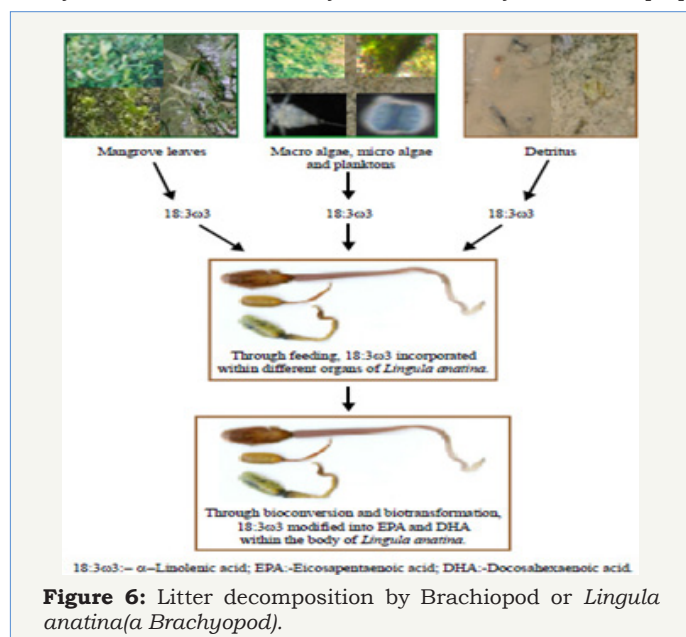 Mangrove leaves
Macro algae, micro algae
and planktons
Detritus
18:3ω3
18:3ω3
18:3ω3
Through feeding, 18:3ω3 incorporated
within different organs of Lingula anatina.
Through bioconversion and biotransformation,
18:3ω3 modified into EPA and DHA
within the body of Lingula anatina.
18:3ω3:– α–Linolenic acid; EPA:-Eicosapentaenoic acid; DHA:-Docosahexaenoic acid.
Figure 6: Litter decomposition by Brachiopod or Lingula
anatina(a Brachyopod).